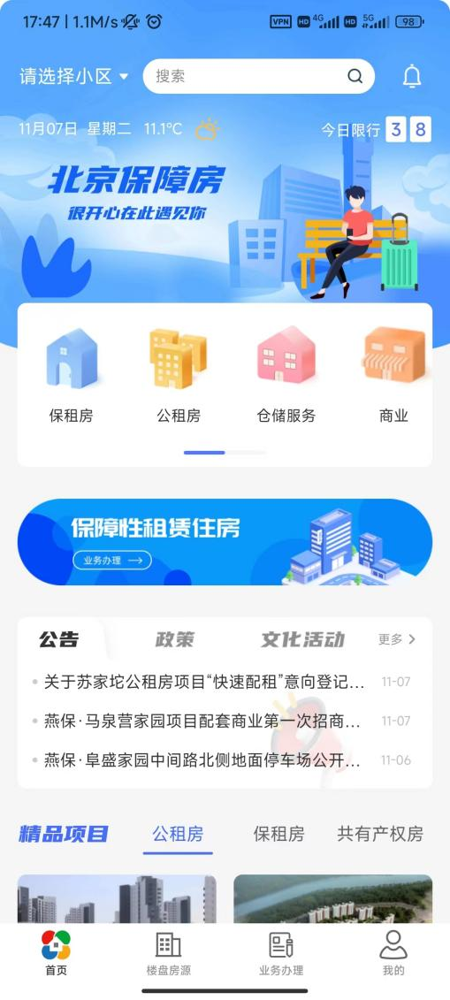 17:47 | 1.1M/s
VPN HD 4G HD 5G 98
请选择小区
搜索
11月07日 星期二 11.1℃
今日限行 3 8
北京保障房
很开心在此遇见你
保租房 公租房 仓储服务 商业
保障性租赁住房
业务办理
公告 政策 文化活动 更多
关于苏家坨公租房项目“快速配租”意向登记... 11-07
燕保·马泉营家园项目配套商业第一次招商... 11-07
燕保·阜盛家园中间路北侧地面停车场公开... 11-06
精品项目 公租房 保租房 共有产权房
首页 楼盘房源 业务办理 我的